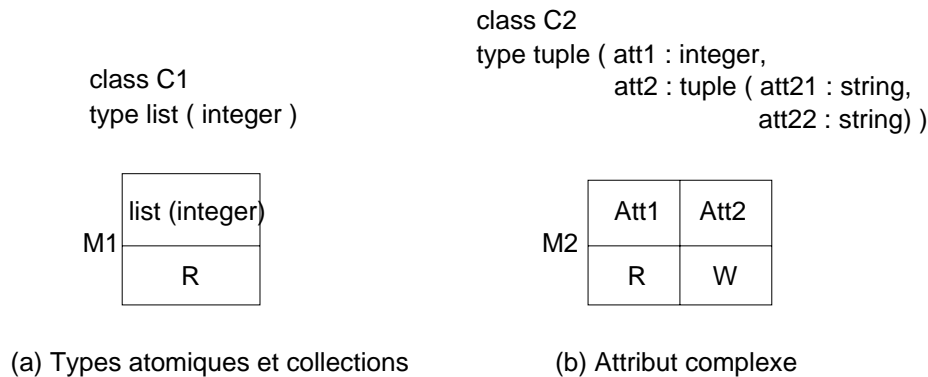 class C1
type list ( integer )
list (integer)
M1
R
(a) Types atomiques et collections
class C2
type tuple ( att1 : integer,
att2 : tuple ( att21 : string,
att22 : string) )
Att1 Att2
M2
R W
(b) Attribut complexe